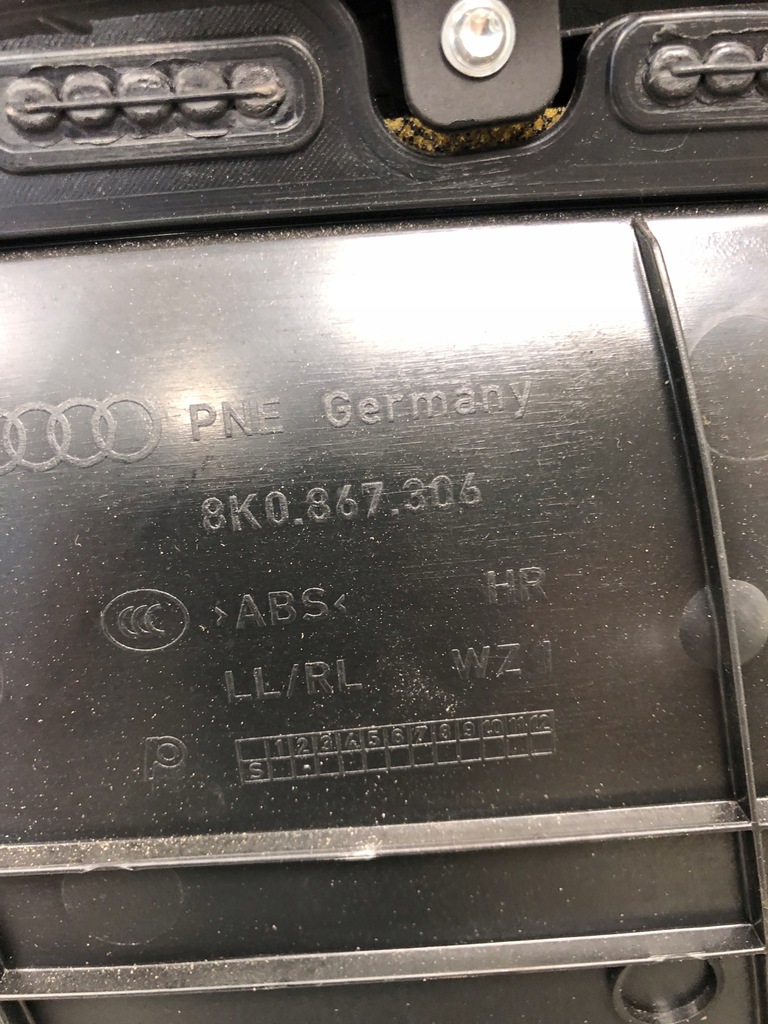 PNE Germany
8K0.867.306
CCC >ABS< HR
LL/RL WZ 1
P
1 2 3 4 5 6 7 8 9 10 11 12
S